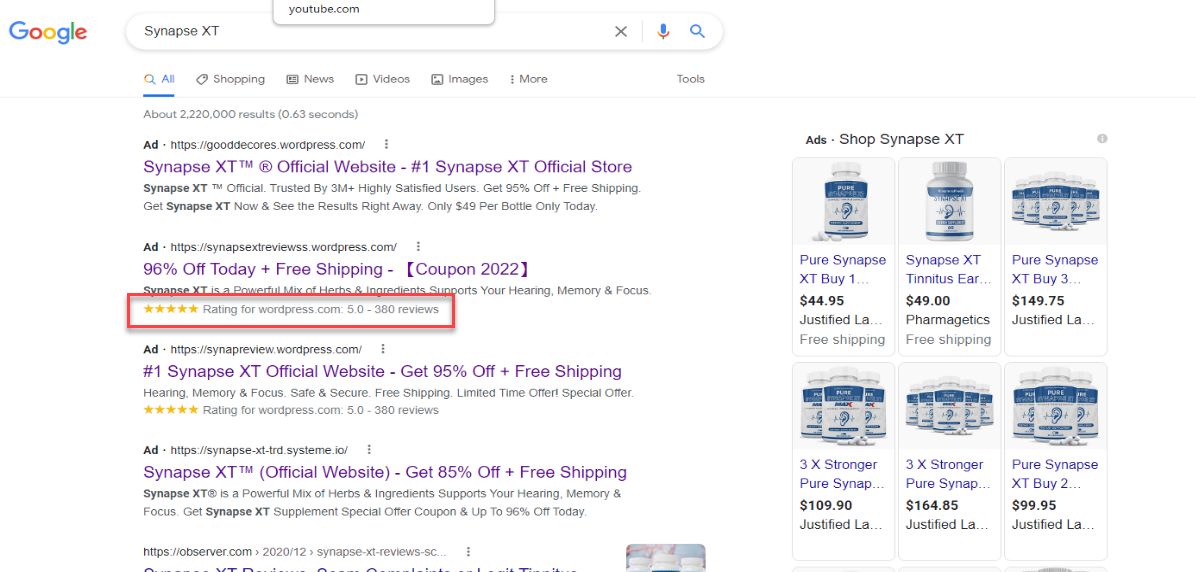 youtube.com
Google
Synapse XT
All
Shopping
News
Videos
Images
More
Tools
About 2,220,000 results (0.63 seconds)
Ad · https://gooddecores.wordpress.com/
Synapse XT™ ® Official Website - #1 Synapse XT Official Store
Synapse XT ™ Official. Trusted By 3M+ Highly Satisfied Users. Get 95% Off + Free Shipping.
Get Synapse XT Now & See the Results Right Away. Only $49 Per Bottle Only Today.
Ad · https://synapsextreviewss.wordpress.com/
96% Off Today + Free Shipping - 【Coupon 2022】
Synapse XT is a Powerful Mix of Herbs & Ingredients Supports Your Hearing, Memory & Focus.
★★★★★ Rating for wordpress.com: 5.0 - 380 reviews
Ad · https://synapreview.wordpress.com/
#1 Synapse XT Official Website - Get 95% Off + Free Shipping
Hearing, Memory & Focus. Safe & Secure. Free Shipping. Limited Time Offer! Special Offer.
★★★★★ Rating for wordpress.com: 5.0 - 380 reviews
Ad · https://synapse-xt-trd.systeme.io/
Synapse XT™ (Official Website) - Get 85% Off + Free Shipping
Synapse XT® is a Powerful Mix of Herbs & Ingredients Supports Your Hearing, Memory &
Focus. Get Synapse XT Supplement Special Offer Coupon & Up To 96% Off Today.
https://observer.com › 2020/12 › synapse-xt-reviews-sc...
Synapse XT Reviews: Scam Complaints or Legit Tinnitus
Ads · Shop Synapse XT
Pure Synapse
XT Buy 1...
$44.95
Justified La...
Free shipping
Synapse XT
Tinnitus Ear...
$49.00
Pharmagetics
Free shipping
Pure Synapse
XT Buy 3...
$149.75
Justified La...
3 X Stronger
Pure Synap...
$109.90
Justified La...
3 X Stronger
Pure Synap...
$164.85
Justified La...
Pure Synapse
XT Buy 2...
$99.95
Justified La...